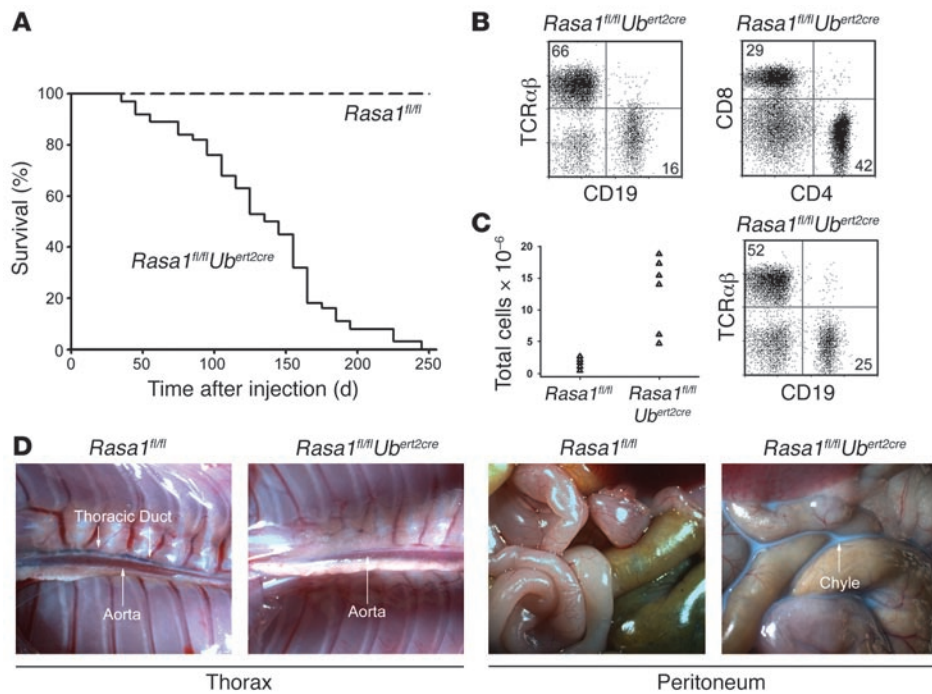 A
Survival (%)
100
80
60
40
20
0
0 50 100 150 200 250
Time after injection (d)
Rasa1fl/fl
Rasa1fl/flUbert2cre
B
Rasa1fl/flUbert2cre
66
16
TCRαβ
CD19
Rasa1fl/flUbert2cre
29
42
CD8
CD4
C
Total cells × 10–6
20
15
10
5
0
Rasa1fl/fl
Rasa1fl/fl
Ubert2cre
Rasa1fl/flUbert2cre
52
25
TCRαβ
CD19
D
Rasa1fl/fl
Rasa1fl/flUbert2cre
Rasa1fl/fl
Rasa1fl/flUbert2cre
Thoracic Duct
Aorta
Aorta
Chyle
Thorax
Peritoneum